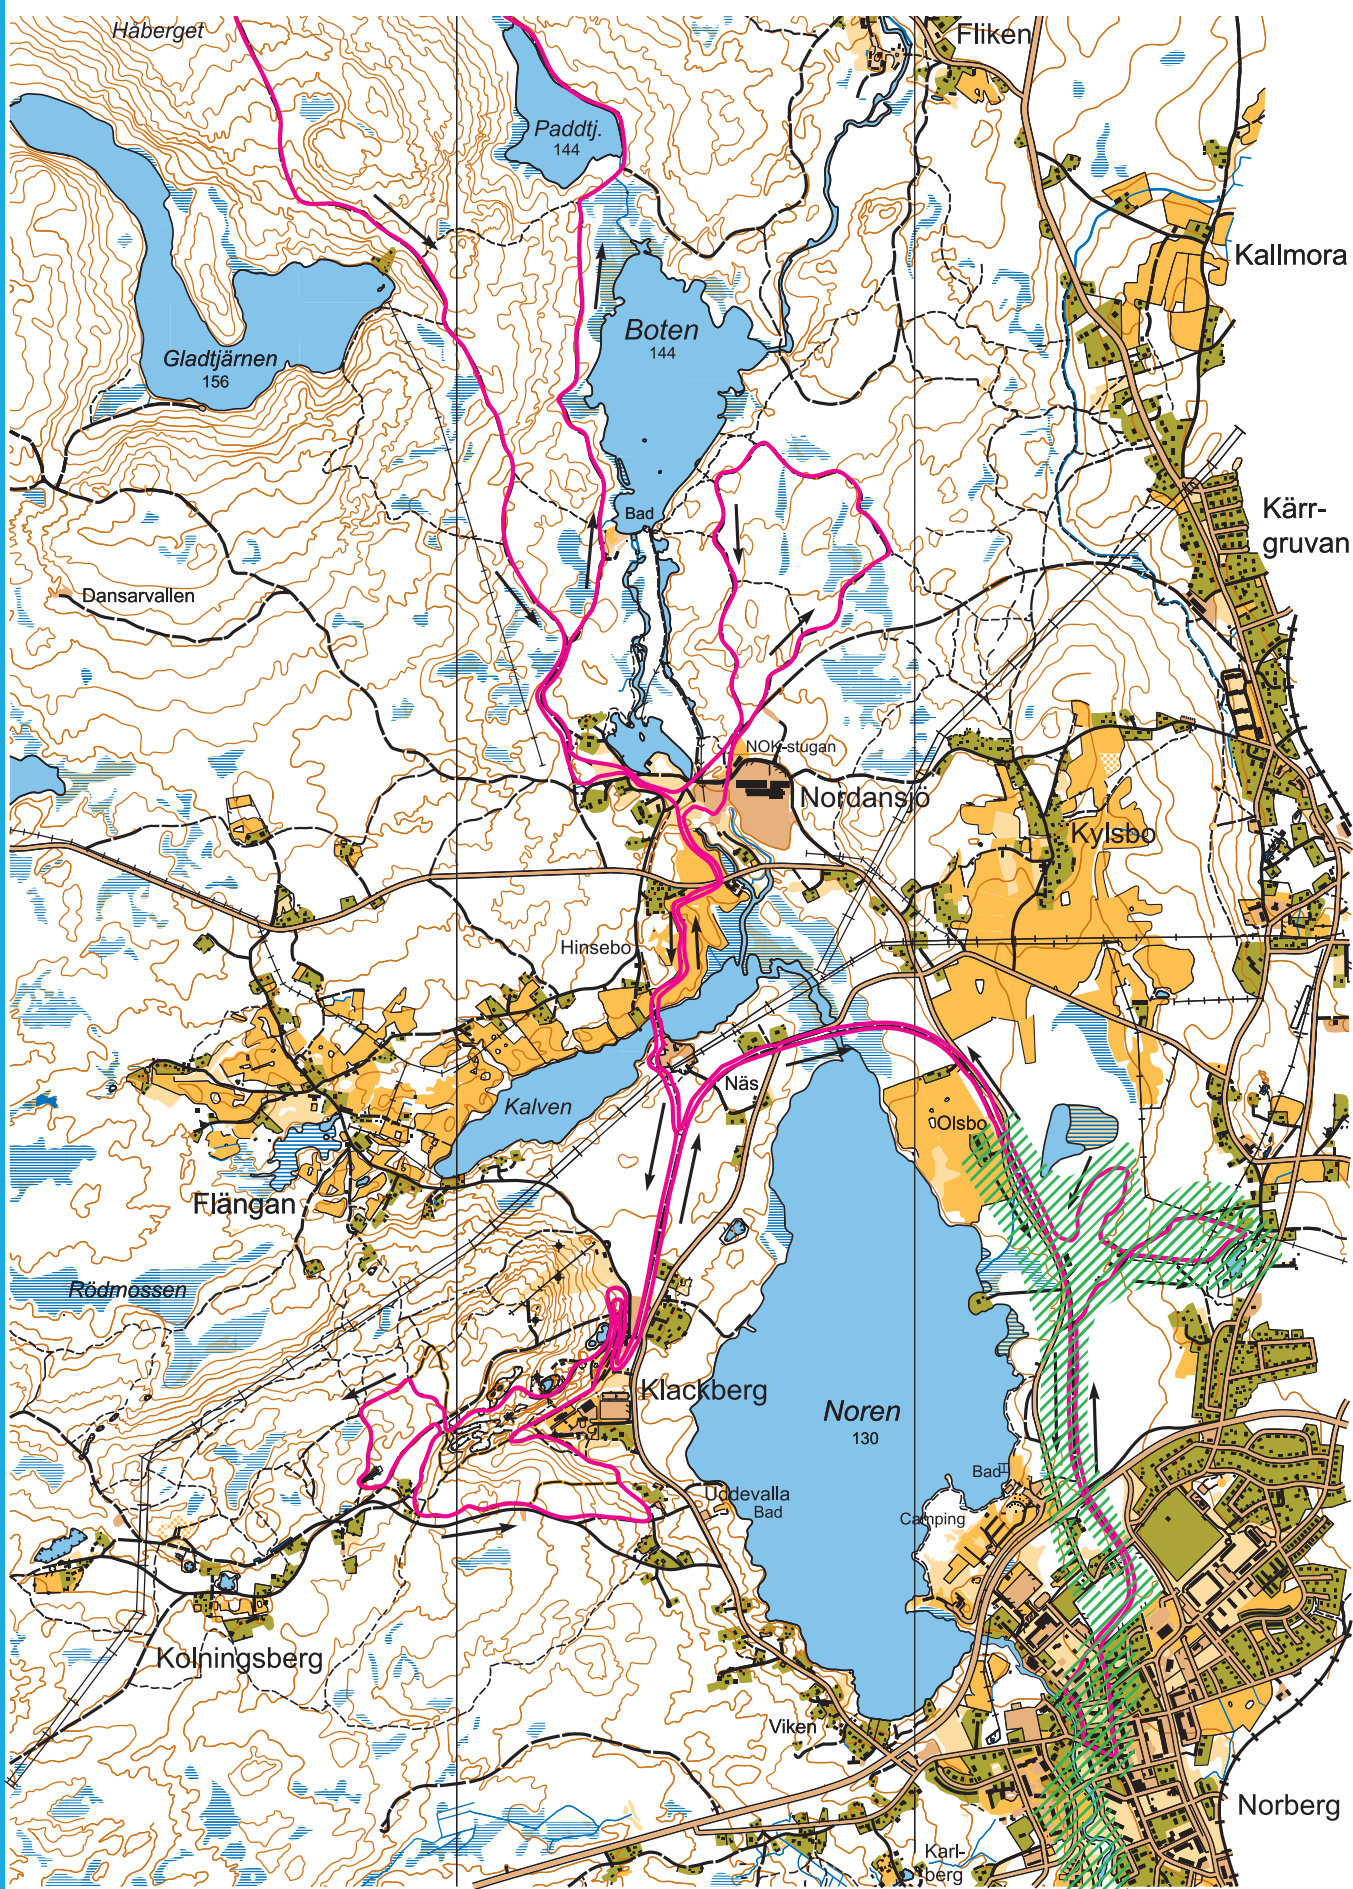 Håberget
Fliken
Paddtj.
144
Kallmora
Boten
144
Gladtjärnen
156
Bad
Kärr-
gruvan
Dansarvallen
NOK-stugan
Nordansjö
Kylsbo
Hinsebo
Näs
Kalven
Olsbo
Flängan
Rödmossen
Klackberg
Noren
130
Bad
Uddevalla
Bad
Camping
Kolningsberg
Viken
Norberg
Karl-
berg